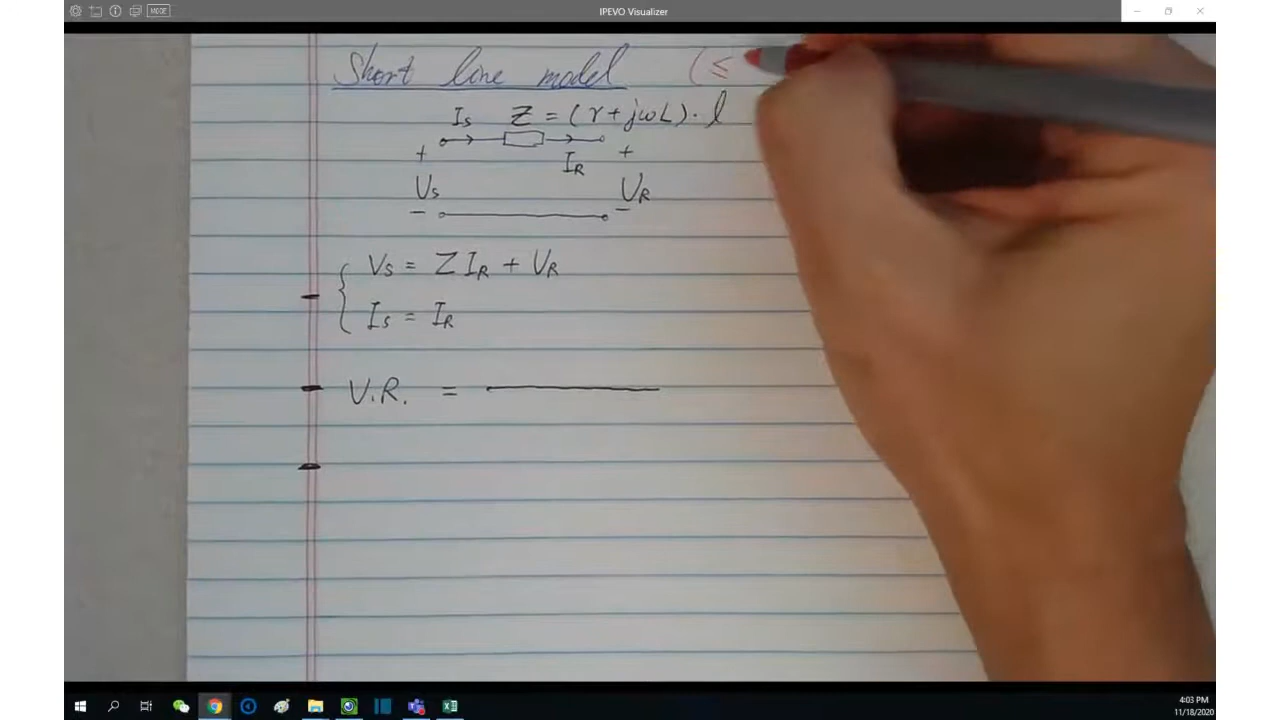 IPEVO Visualizer
MODE
Short line model (≤
Is Z = (r + jωL) · l
+ IR +
Vs VR
- -
Vs = Z IR + VR
Is = IR
V.R. =
4:03 PM
11/18/2020